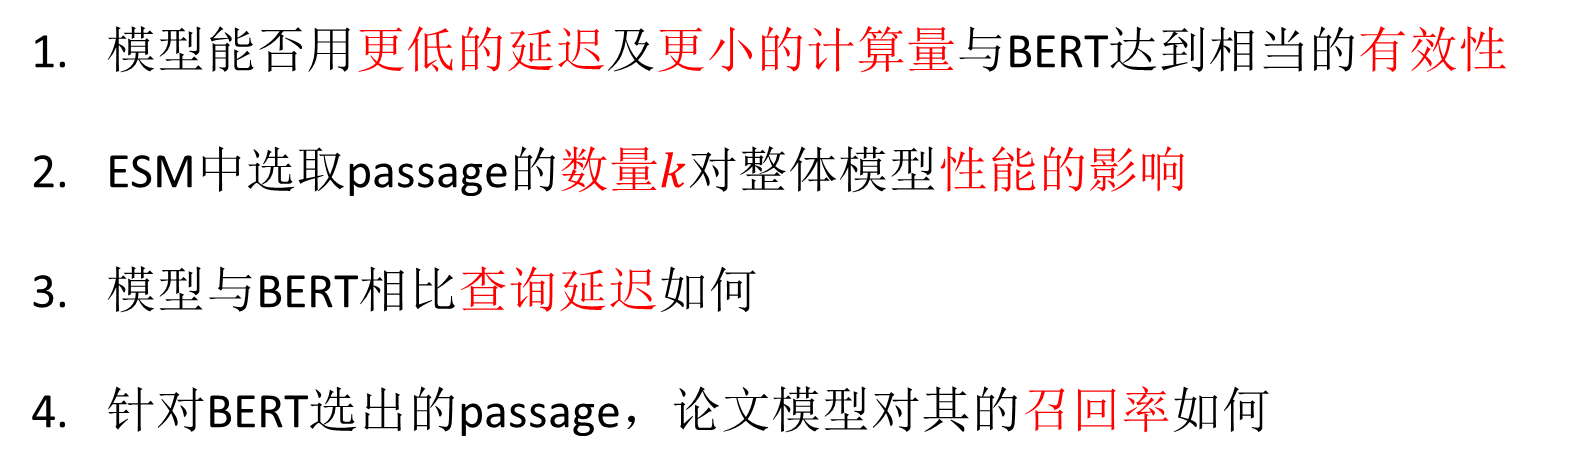 1. 模型能否用更低的延迟及更小的计算量与BERT达到相当的有效性
2. ESM中选取passage的数量k对整体模型性能的影响
3. 模型与BERT相比查询延迟如何
4. 针对BERT选出的passage，论文模型对其的召回率如何